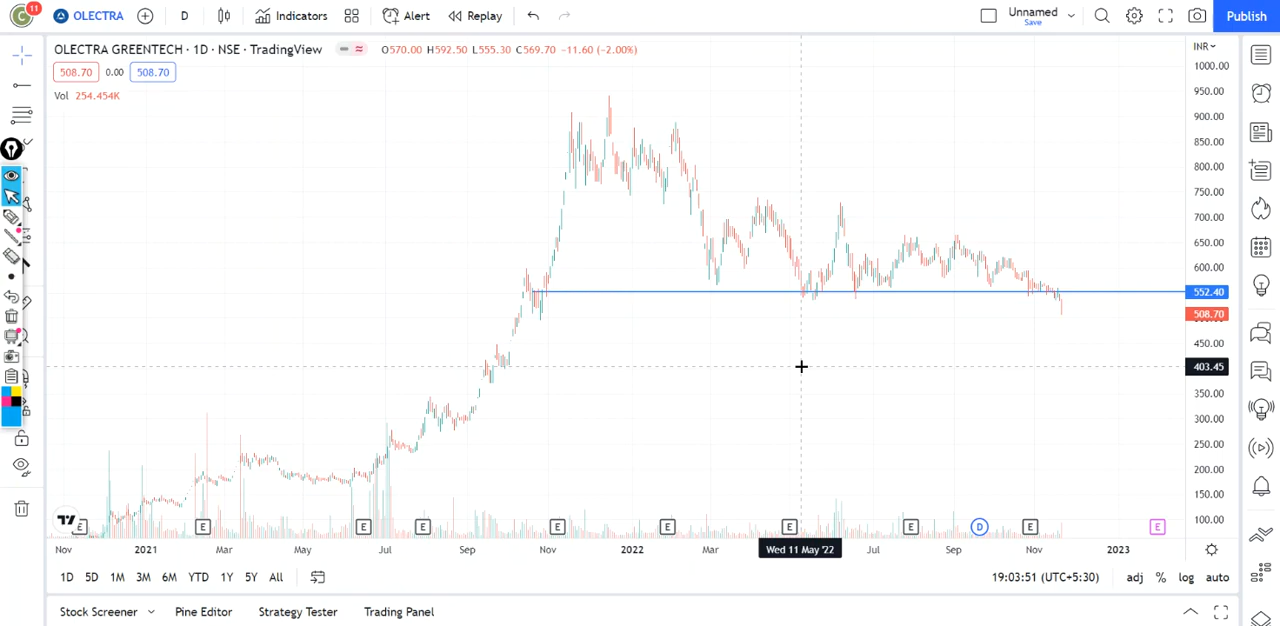 C 11 OLECTRA D Indicators Alert Replay Unnamed Save Publish
OLECTRA GREENTECH · 1D · NSE · TradingView O570.00 H592.50 L555.30 C569.70 −11.60 (−2.00%) INR
508.70 0.00 508.70
Vol 254.454K
1000.00
950.00
900.00
850.00
800.00
750.00
700.00
650.00
600.00
552.40
508.70
450.00
403.45
350.00
300.00
250.00
200.00
150.00
100.00
E E E E E E E E D E E
Nov 2021 Mar May Jul Sep Nov 2022 Mar Wed 11 May '22 Jul Sep Nov 2023
1D 5D 1M 3M 6M YTD 1Y 5Y All 19:03:51 (UTC+5:30) adj % log auto
Stock Screener Pine Editor Strategy Tester Trading Panel